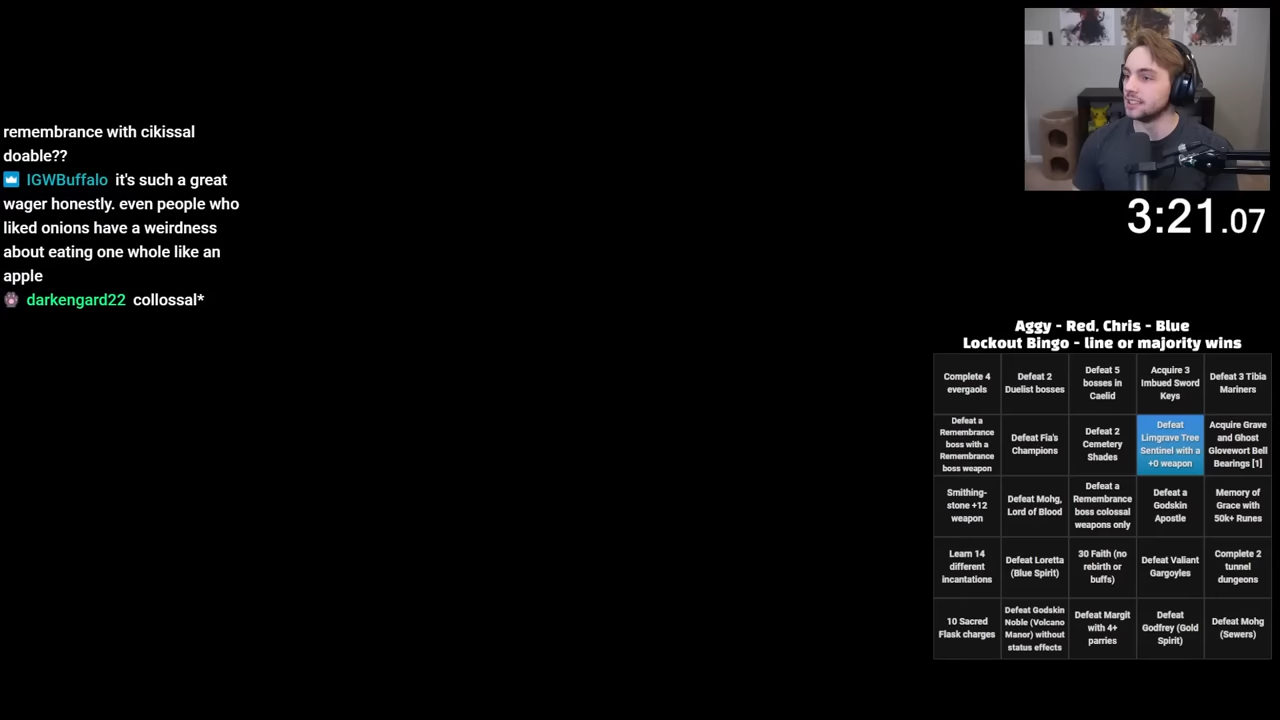 remembrance with cikissal
doable??
IGWBuffalo it's such a great
wager honestly. even people who
liked onions have a weirdness
about eating one whole like an
apple
darkengard22 collossal*
3:21.07
Aggy - Red, Chris - Blue
Lockout Bingo - line or majority wins
Complete 4
evergaols
Defeat 2
Duelist bosses
Defeat 5
bosses in
Caelid
Acquire 3
Imbued Sword
Keys
Defeat 3 Tibia
Mariners
Defeat a
Remembrance
boss with a
Remembrance
boss weapon
Defeat Fia's
Champions
Defeat 2
Cemetery
Shades
Defeat
Limgrave Tree
Sentinel with a
+0 weapon
Acquire Grave
and Ghost
Glovewort Bell
Bearings [1]
Smithing-
stone +12
weapon
Defeat Mohg,
Lord of Blood
Defeat a
Remembrance
boss colossal
weapons only
Defeat a
Godskin
Apostle
Memory of
Grace with
50k+ Runes
Learn 14
different
incantations
Defeat Loretta
(Blue Spirit)
30 Faith (no
rebirth or
buffs)
Defeat Valiant
Gargoyles
Complete 2
tunnel
dungeons
10 Sacred
Flask charges
Defeat Godskin
Noble (Volcano
Manor) without
status effects
Defeat Margit
with 4+
parries
Defeat
Godfrey (Gold
Spirit)
Defeat Mohg
(Sewers)